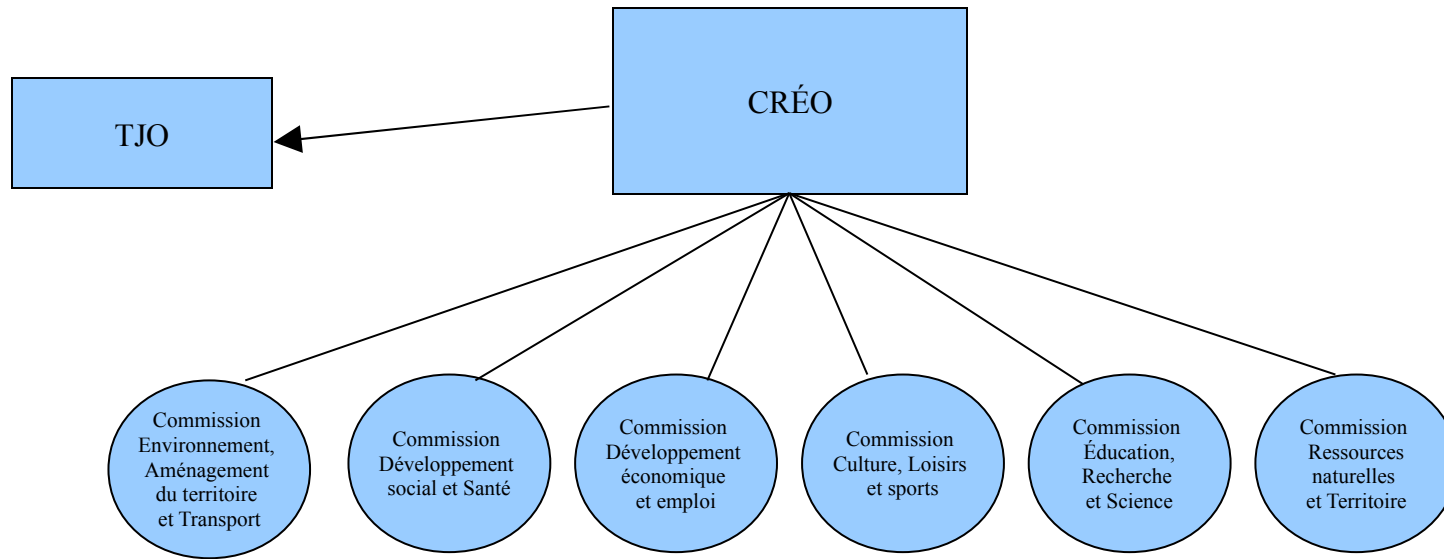 CRÉO
TJO
Commission
Environnement,
Aménagement
du territoire
et Transport
Commission
Développement
social et Santé
Commission
Développement
économique
et emploi
Commission
Culture, Loisirs
et sports
Commission
Éducation,
Recherche
et Science
Commission
Ressources
naturelles
et Territoire